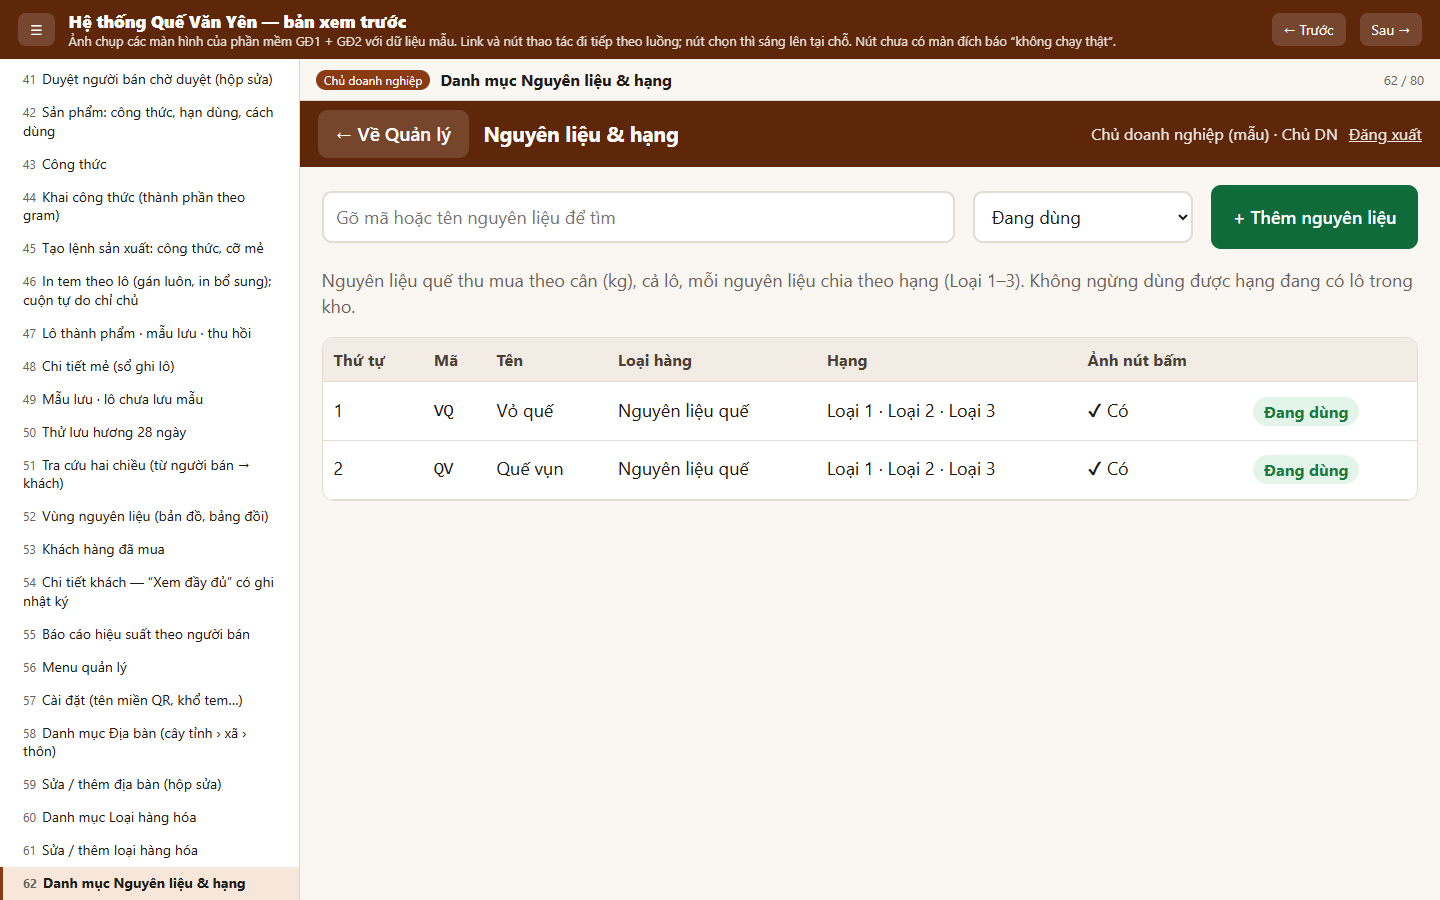 ☰
Hệ thống Quế Văn Yên — bản xem trước
Ảnh chụp các màn hình của phần mềm GĐ1 + GĐ2 với dữ liệu mẫu. Link và nút thao tác đi tiếp theo luồng; nút chọn thì sáng lên tại chỗ. Nút chưa có màn đích báo “không chạy thật”.
← Trước
Sau →
41 Duyệt người bán chờ duyệt (hộp sửa)
42 Sản phẩm: công thức, hạn dùng, cách
dùng
43 Công thức
44 Khai công thức (thành phần theo
gram)
45 Tạo lệnh sản xuất: công thức, cỡ mẻ
46 In tem theo lô (gán luôn, in bổ sung);
cuộn tự do chỉ chủ
47 Lô thành phẩm · mẫu lưu · thu hồi
48 Chi tiết mẻ (sổ ghi lô)
49 Mẫu lưu · lô chưa lưu mẫu
50 Thử lưu hương 28 ngày
51 Tra cứu hai chiều (từ người bán →
khách)
52 Vùng nguyên liệu (bản đồ, bảng đồi)
53 Khách hàng đã mua
54 Chi tiết khách — “Xem đầy đủ” có ghi
nhật ký
55 Báo cáo hiệu suất theo người bán
56 Menu quản lý
57 Cài đặt (tên miền QR, khổ tem...)
58 Danh mục Địa bàn (cây tỉnh › xã ›
thôn)
59 Sửa / thêm địa bàn (hộp sửa)
60 Danh mục Loại hàng hóa
61 Sửa / thêm loại hàng hóa
62 Danh mục Nguyên liệu & hạng
Chủ doanh nghiệp
Danh mục Nguyên liệu & hạng
62 / 80
← Về Quản lý
Nguyên liệu & hạng
Chủ doanh nghiệp (mẫu) · Chủ DN
Đăng xuất
Gõ mã hoặc tên nguyên liệu để tìm
Đang dùng
+ Thêm nguyên liệu
Nguyên liệu quế thu mua theo cân (kg), cả lô, mỗi nguyên liệu chia theo hạng (Loại 1–3). Không ngừng dùng được hạng đang có lô trong
kho.
Thứ tự Mã Tên Loại hàng Hạng Ảnh nút bấm
1 VQ Vỏ quế Nguyên liệu quế Loại 1 · Loại 2 · Loại 3 ✓ Có Đang dùng
2 QV Quế vụn Nguyên liệu quế Loại 1 · Loại 2 · Loại 3 ✓ Có Đang dùng